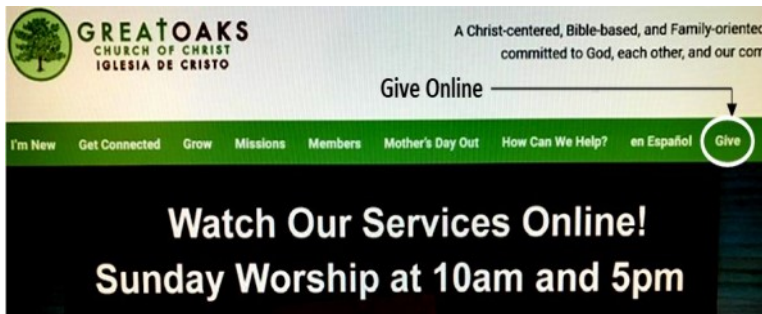 GREAT OAKS
CHURCH OF CHRIST
IGLESIA DE CRISTO
A Christ-centered, Bible-based, and Family-oriented
committed to God, each other, and our com
Give Online
I'm New Get Connected Grow Missions Members Mother's Day Out How Can We Help? en Español Give
Watch Our Services Online!
Sunday Worship at 10am and 5pm